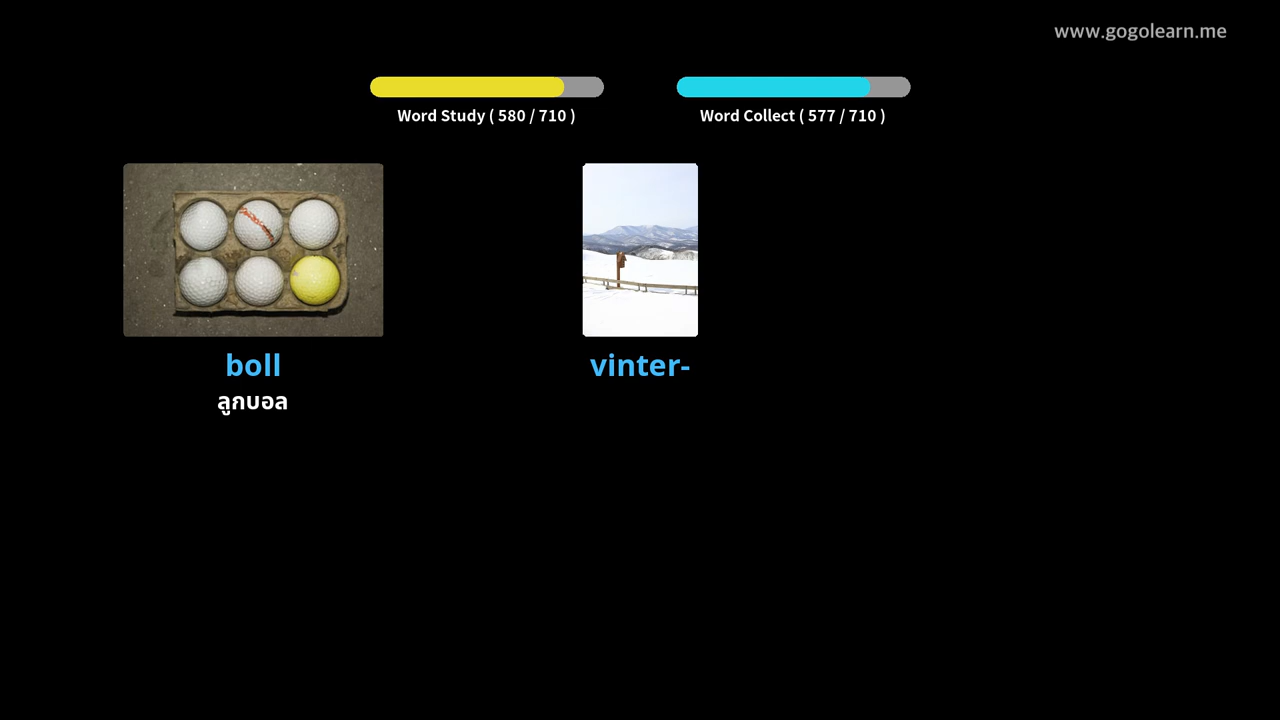 www.gogolearn.me
Word Study ( 580 / 710 )
Word Collect ( 577 / 710 )
boll
vinter-
ลูกบอล